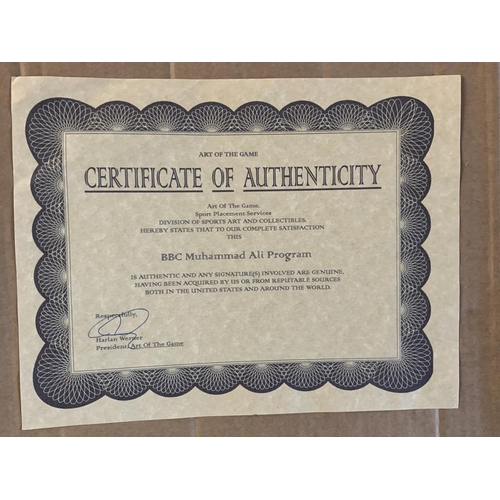 ART OF THE GAME
CERTIFICATE OF AUTHENTICITY
Art Of The Game,
Sport Placement Services
DIVISION OF SPORTS ART AND COLLECTIBLES.
HEREBY STATES THAT TO OUR COMPLETE SATISFACTION
THIS
BBC Muhammad Ali Program
IS AUTHENTIC AND ANY SIGNATURE(S) INVOLVED ARE GENUINE,
HAVING BEEN ACQUIRED BY US OR FROM REPUTABLE SOURCES
BOTH IN THE UNITED STATES AND AROUND THE WORLD.
Respectfully,
Harlan Werner
President, Art Of The Game